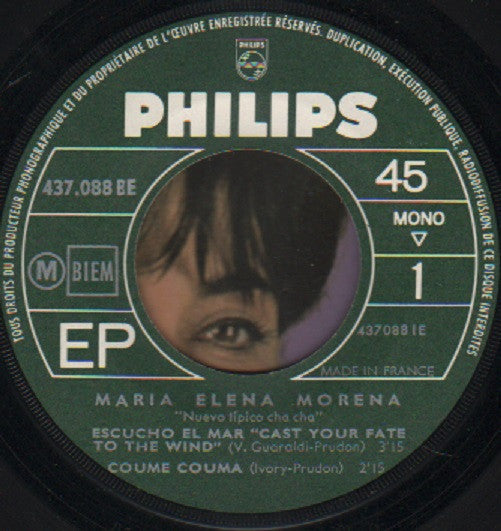 TOUS DROITS DU PRODUCTEUR PHONOGRAPHIQUE ET DU PROPRIÉTAIRE DE L'ŒUVRE ENREGISTRÉE RÉSERVÉS. DUPLICATION, EXÉCUTION PUBLIQUE, RADIODIFFUSION DE CE DISQUE INTERDITES
PHILIPS
PHILIPS
437.088 BE
45
MONO
M BIEM
1
EP
437088 1E
MADE IN FRANCE
MARIA ELENA MORENA
"Nuevo típico cha cha"
ESCUCHO EL MAR "CAST YOUR FATE
TO THE WIND" (V. Guaraldi-Prudon) 3'15
COUME COUMA (Ivory-Prudon) 2'15